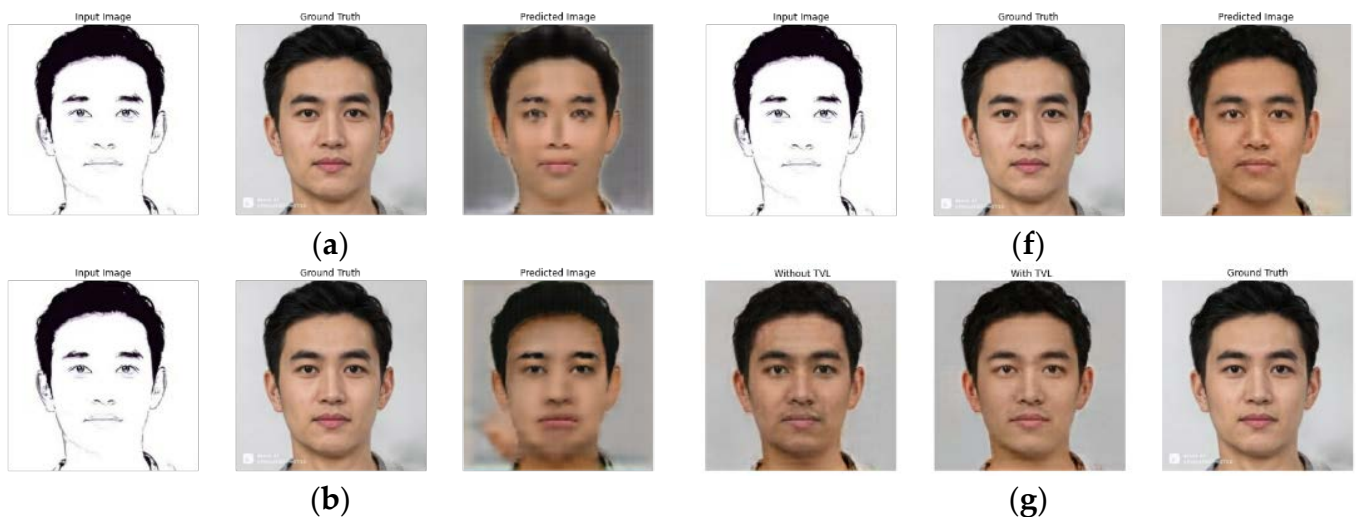 Input Image Ground Truth Predicted Image Input Image Ground Truth Predicted Image
(a) (f)
Input Image Ground Truth Predicted Image Without TVL With TVL Ground Truth
(b) (g)